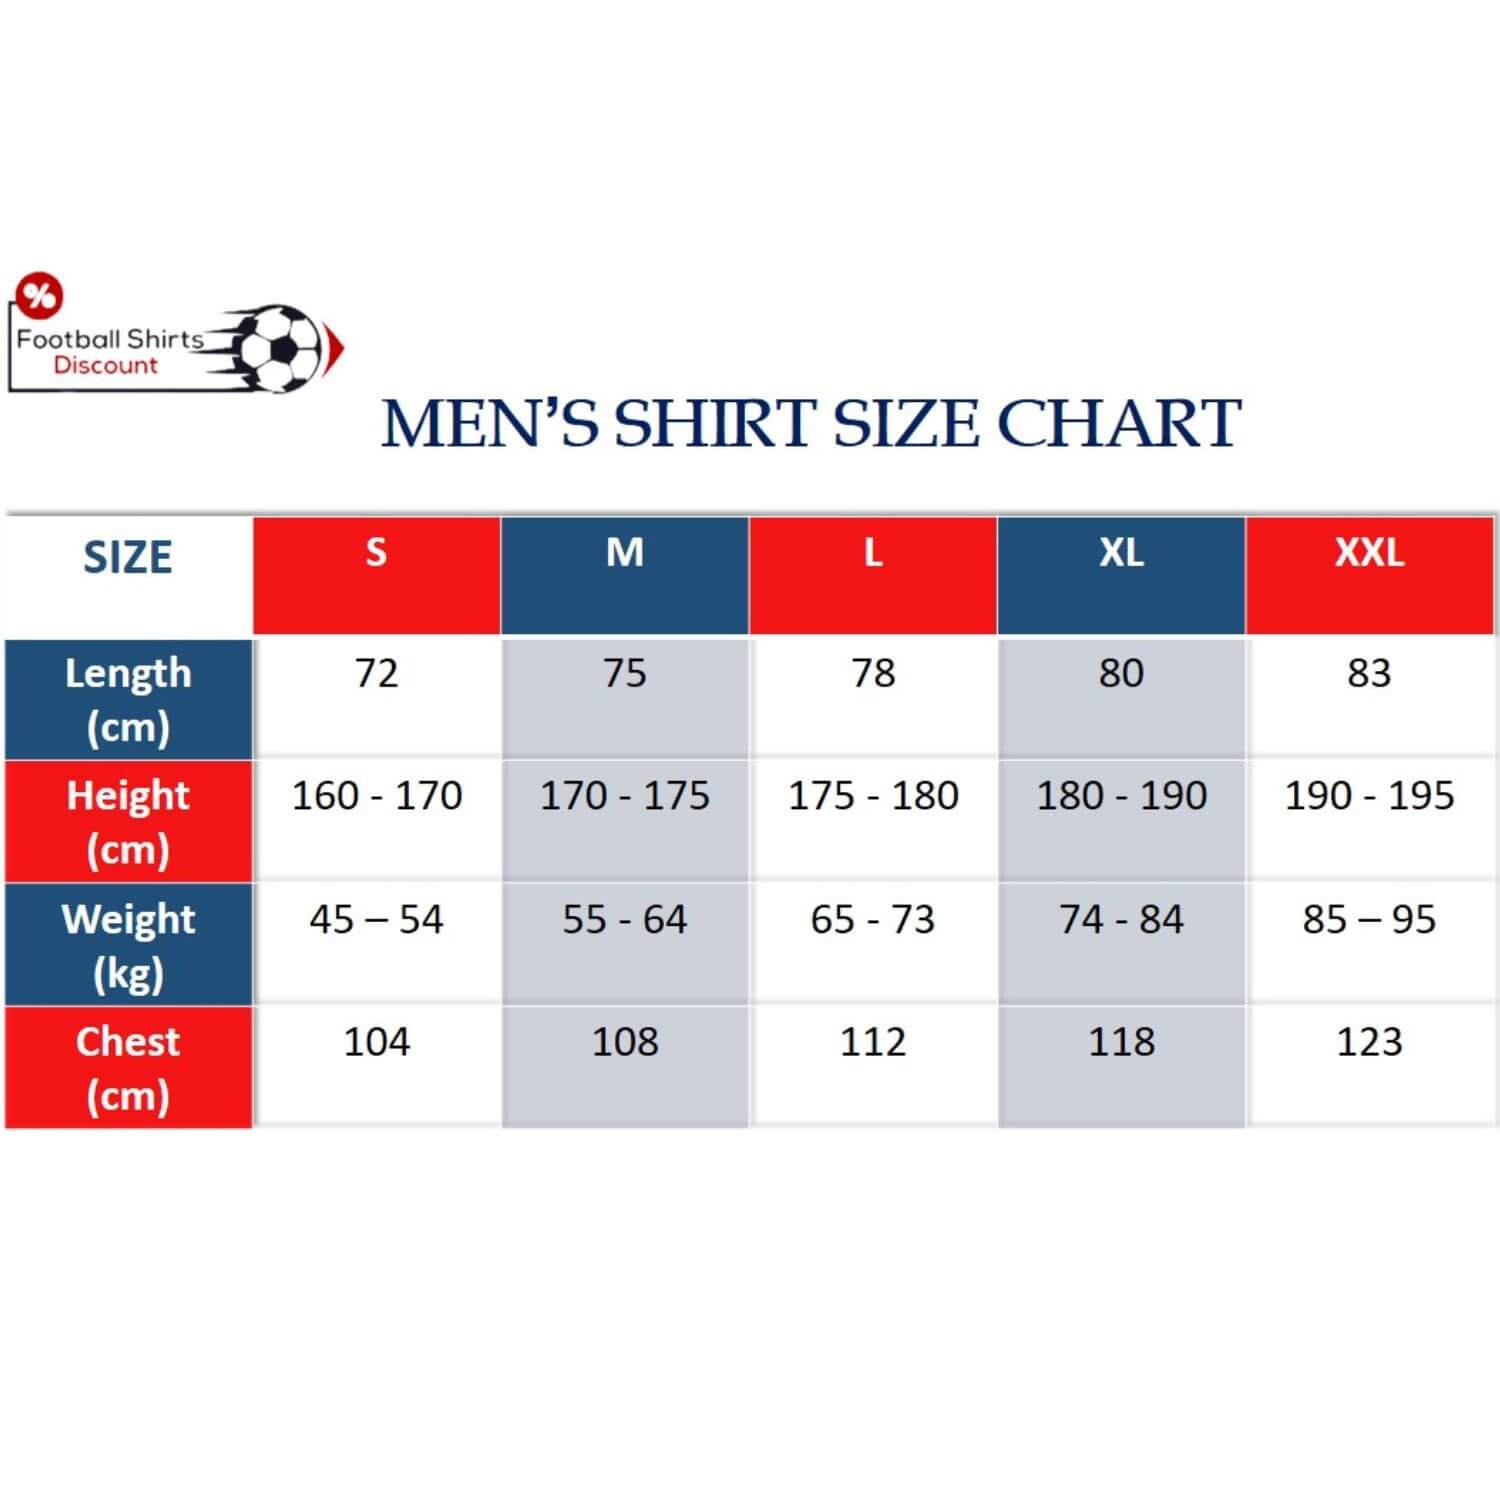 %
Football Shirts
Discount
MEN’S SHIRT SIZE CHART
SIZE S M L XL XXL
Length (cm) 72 75 78 80 83
Height (cm) 160 - 170 170 - 175 175 - 180 180 - 190 190 - 195
Weight (kg) 45 – 54 55 - 64 65 - 73 74 - 84 85 – 95
Chest (cm) 104 108 112 118 123